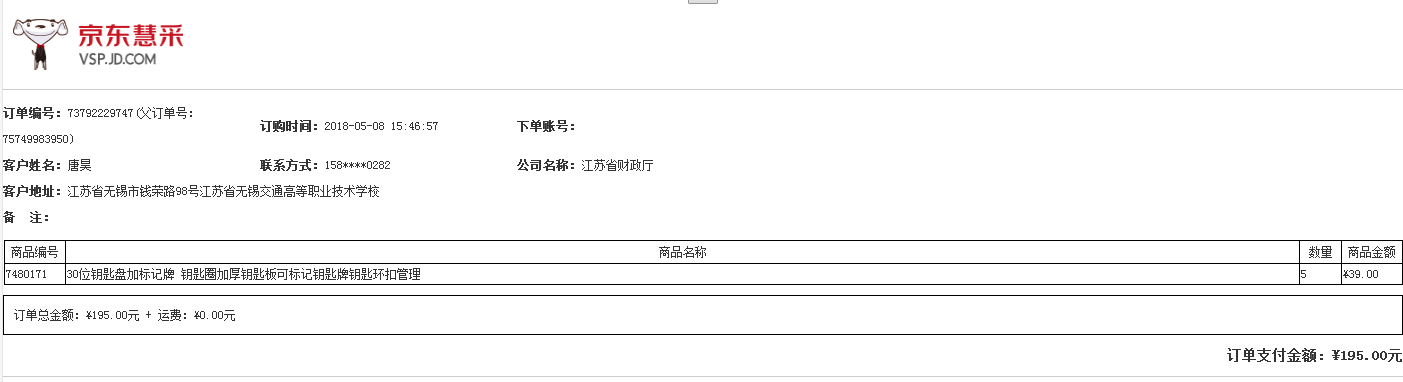 京东慧采
VSP.JD.COM
订单编号: 73792229747(父订单号:
75749983950)
订购时间: 2018-05-08 15:46:57
下单账号:
客户姓名: 唐昊
联系方式: 158****0282
公司名称: 江苏省财政厅
客户地址: 江苏省无锡市钱荣路98号江苏省无锡交通高等职业技术学校
备 注:
商品编号 商品名称 数量 商品金额
7480171 30位钥匙盘加标记牌 钥匙圈加厚钥匙板可标记钥匙牌钥匙环扣管理 5 ¥39.00
订单总金额: ¥195.00元 + 运费: ¥0.00元
订单支付金额: ¥195.00元